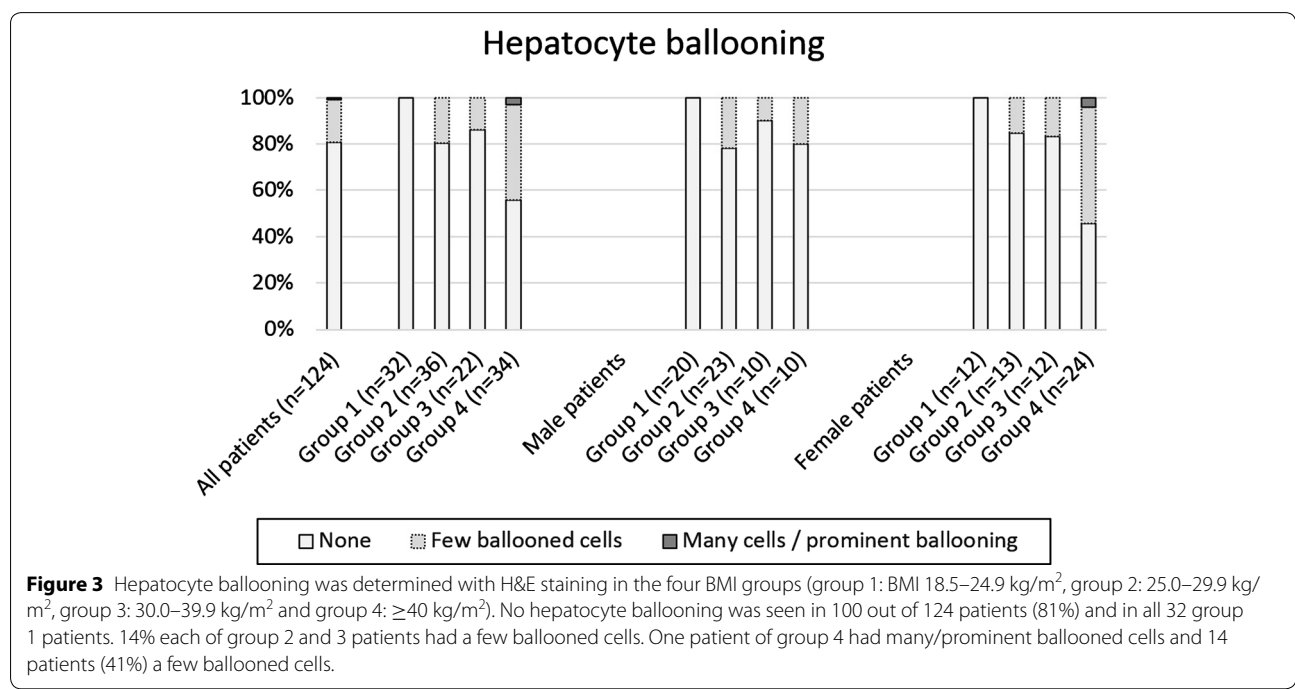 Hepatocyte ballooning
100%
80%
60%
40%
20%
0%
All patients (n=124)
Group 1 (n=32)
Group 2 (n=36)
Group 3 (n=22)
Group 4 (n=34)
Male patients
Group 1 (n=20)
Group 2 (n=23)
Group 3 (n=10)
Group 4 (n=10)
Female patients
Group 1 (n=12)
Group 2 (n=13)
Group 3 (n=12)
Group 4 (n=24)
None Few ballooned cells Many cells / prominent ballooning
Figure 3 Hepatocyte ballooning was determined with H&E staining in the four BMI groups (group 1: BMI 18.5–24.9 kg/m², group 2: 25.0–29.9 kg/
m², group 3: 30.0–39.9 kg/m² and group 4: ≥40 kg/m²). No hepatocyte ballooning was seen in 100 out of 124 patients (81%) and in all 32 group
1 patients. 14% each of group 2 and 3 patients had a few ballooned cells. One patient of group 4 had many/prominent ballooned cells and 14
patients (41%) a few ballooned cells.